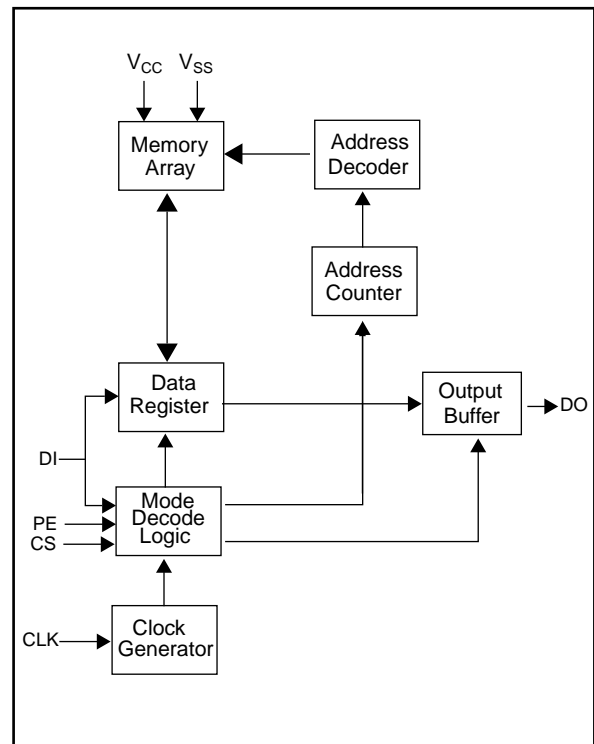 VCC
VSS
Memory
Array
Address
Decoder
Address
Counter
Data
Register
Output
Buffer
DO
DI
Mode
Decode
Logic
PE
CS
CLK
Clock
Generator